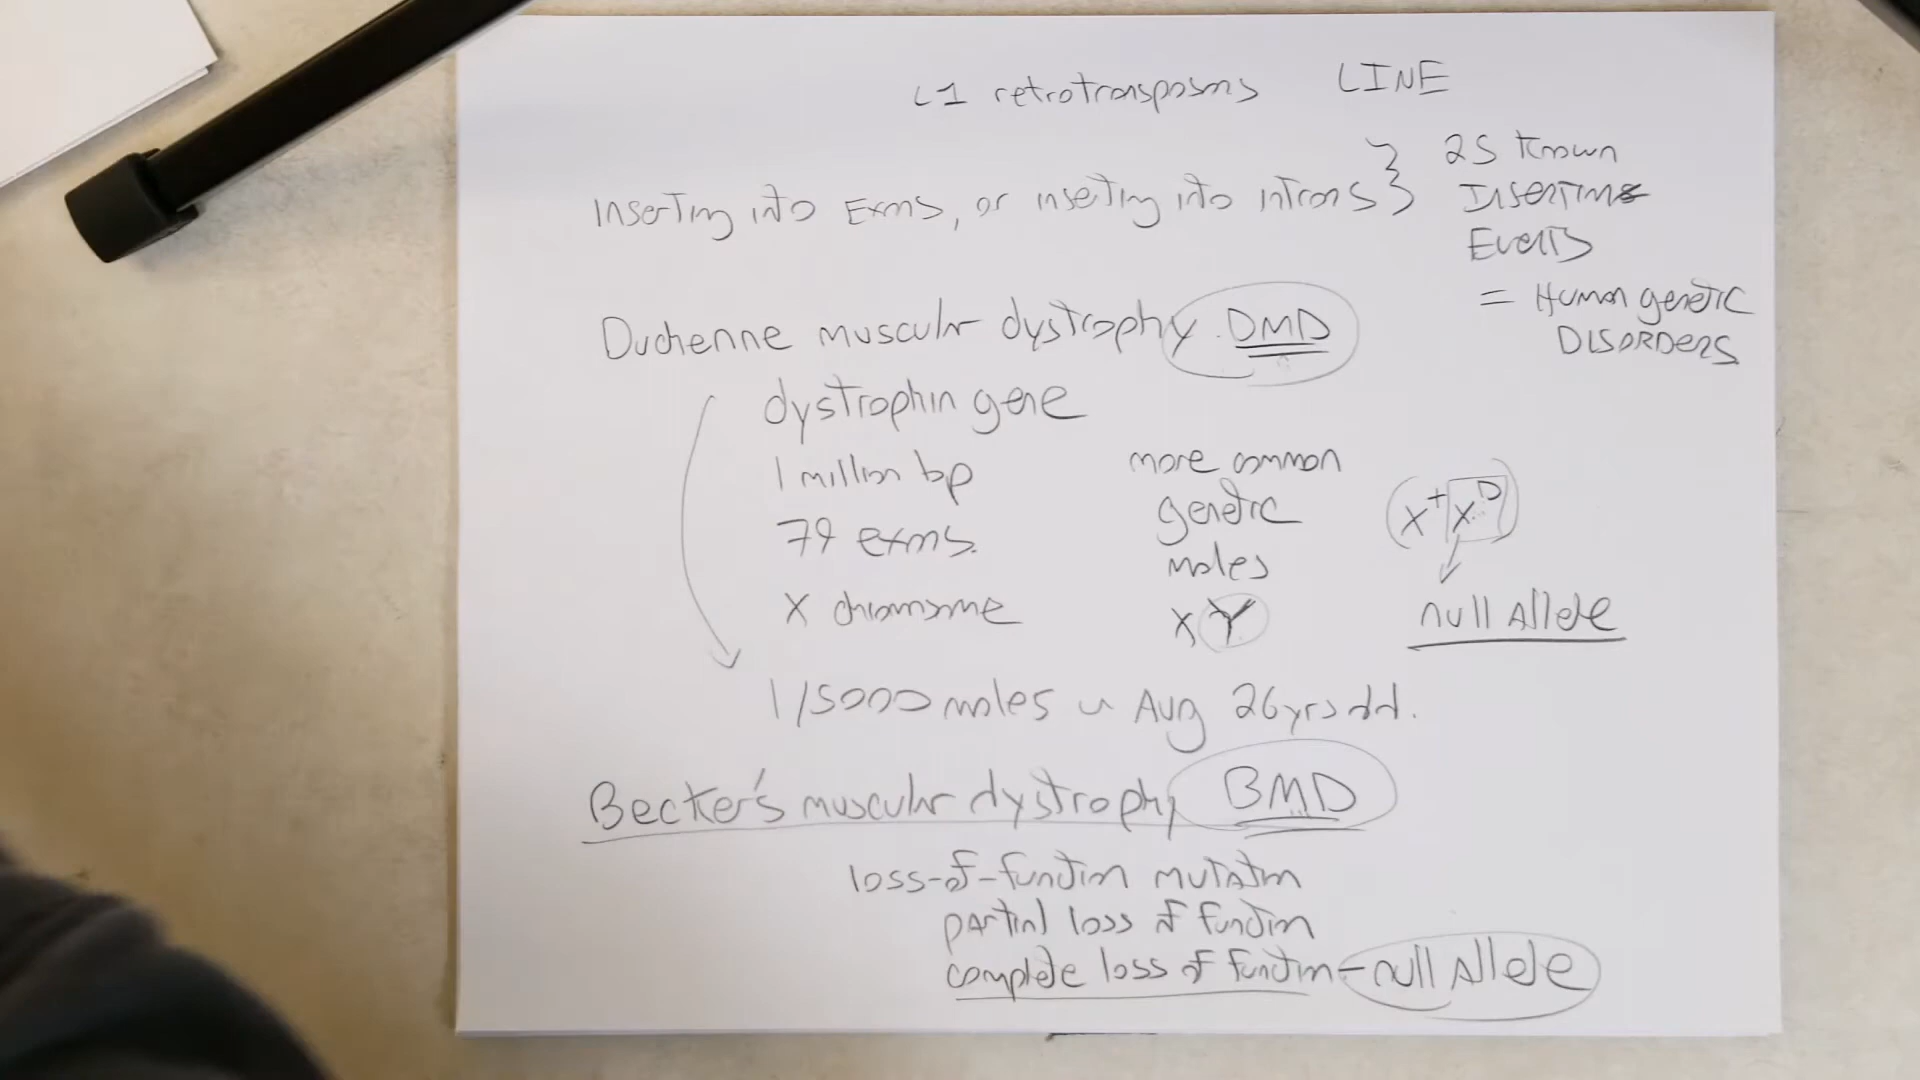 L1 retrotransposons LINE
Inserting into Exons, or inserting into introns } 25 known
Insertion
Events
= Human genetic
DISORDERS
Duchenne muscular dystrophy. DMD
dystrophin gene
1 million bp
79 exons.
X chromosome
more common
genetic
males
X Y
X+ XD
null Allele
1/5000 males Avg 26yrs old.
Becker's muscular dystrophy BMD
loss-of-function mutation
partial loss of function
complete loss of function - null Allele